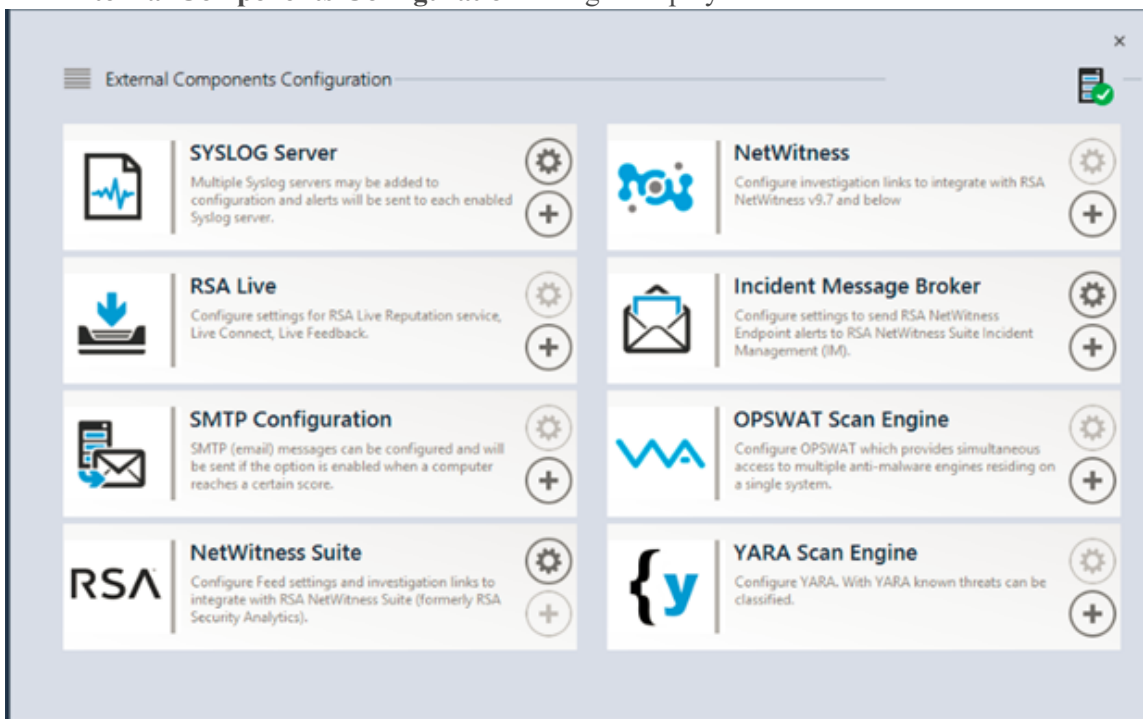 External Components Configuration
SYSLOG Server
Multiple Syslog servers may be added to
configuration and alerts will be sent to each enabled
Syslog server.
NetWitness
Configure investigation links to integrate with RSA
NetWitness v9.7 and below
RSA Live
Configure settings for RSA Live Reputation service,
Live Connect, Live Feedback.
Incident Message Broker
Configure settings to send RSA NetWitness
Endpoint alerts to RSA NetWitness Suite Incident
Management (IM).
SMTP Configuration
SMTP (email) messages can be configured and will
be sent if the option is enabled when a computer
reaches a certain score.
OPSWAT Scan Engine
Configure OPSWAT which provides simultaneous
access to multiple anti-malware engines residing on
a single system.
RSA
NetWitness Suite
Configure Feed settings and investigation links to
integrate with RSA NetWitness Suite (formerly RSA
Security Analytics).
{y
YARA Scan Engine
Configure YARA. With YARA known threats can be
classified.